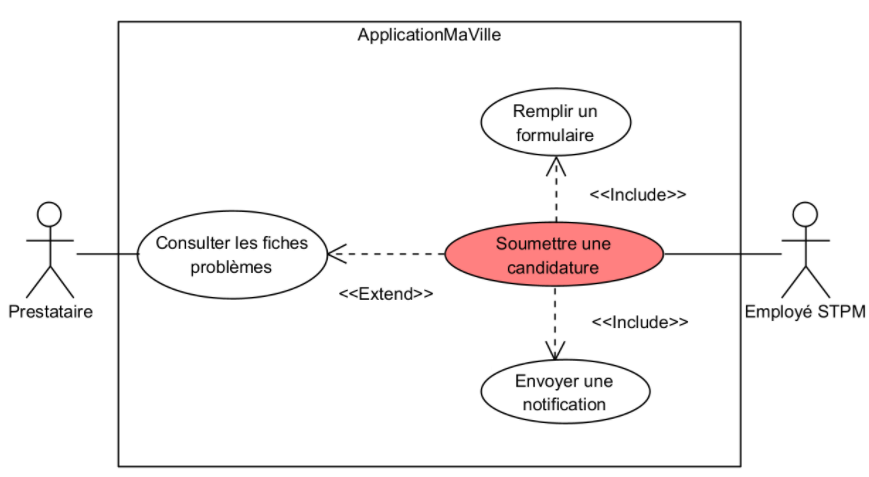 ApplicationMaVille
Remplir un
formulaire
<<Include>>
Consulter les fiches
problèmes
Soumettre une
candidature
<<Extend>>
Prestataire
Employé STPM
<<Include>>
Envoyer une
notification